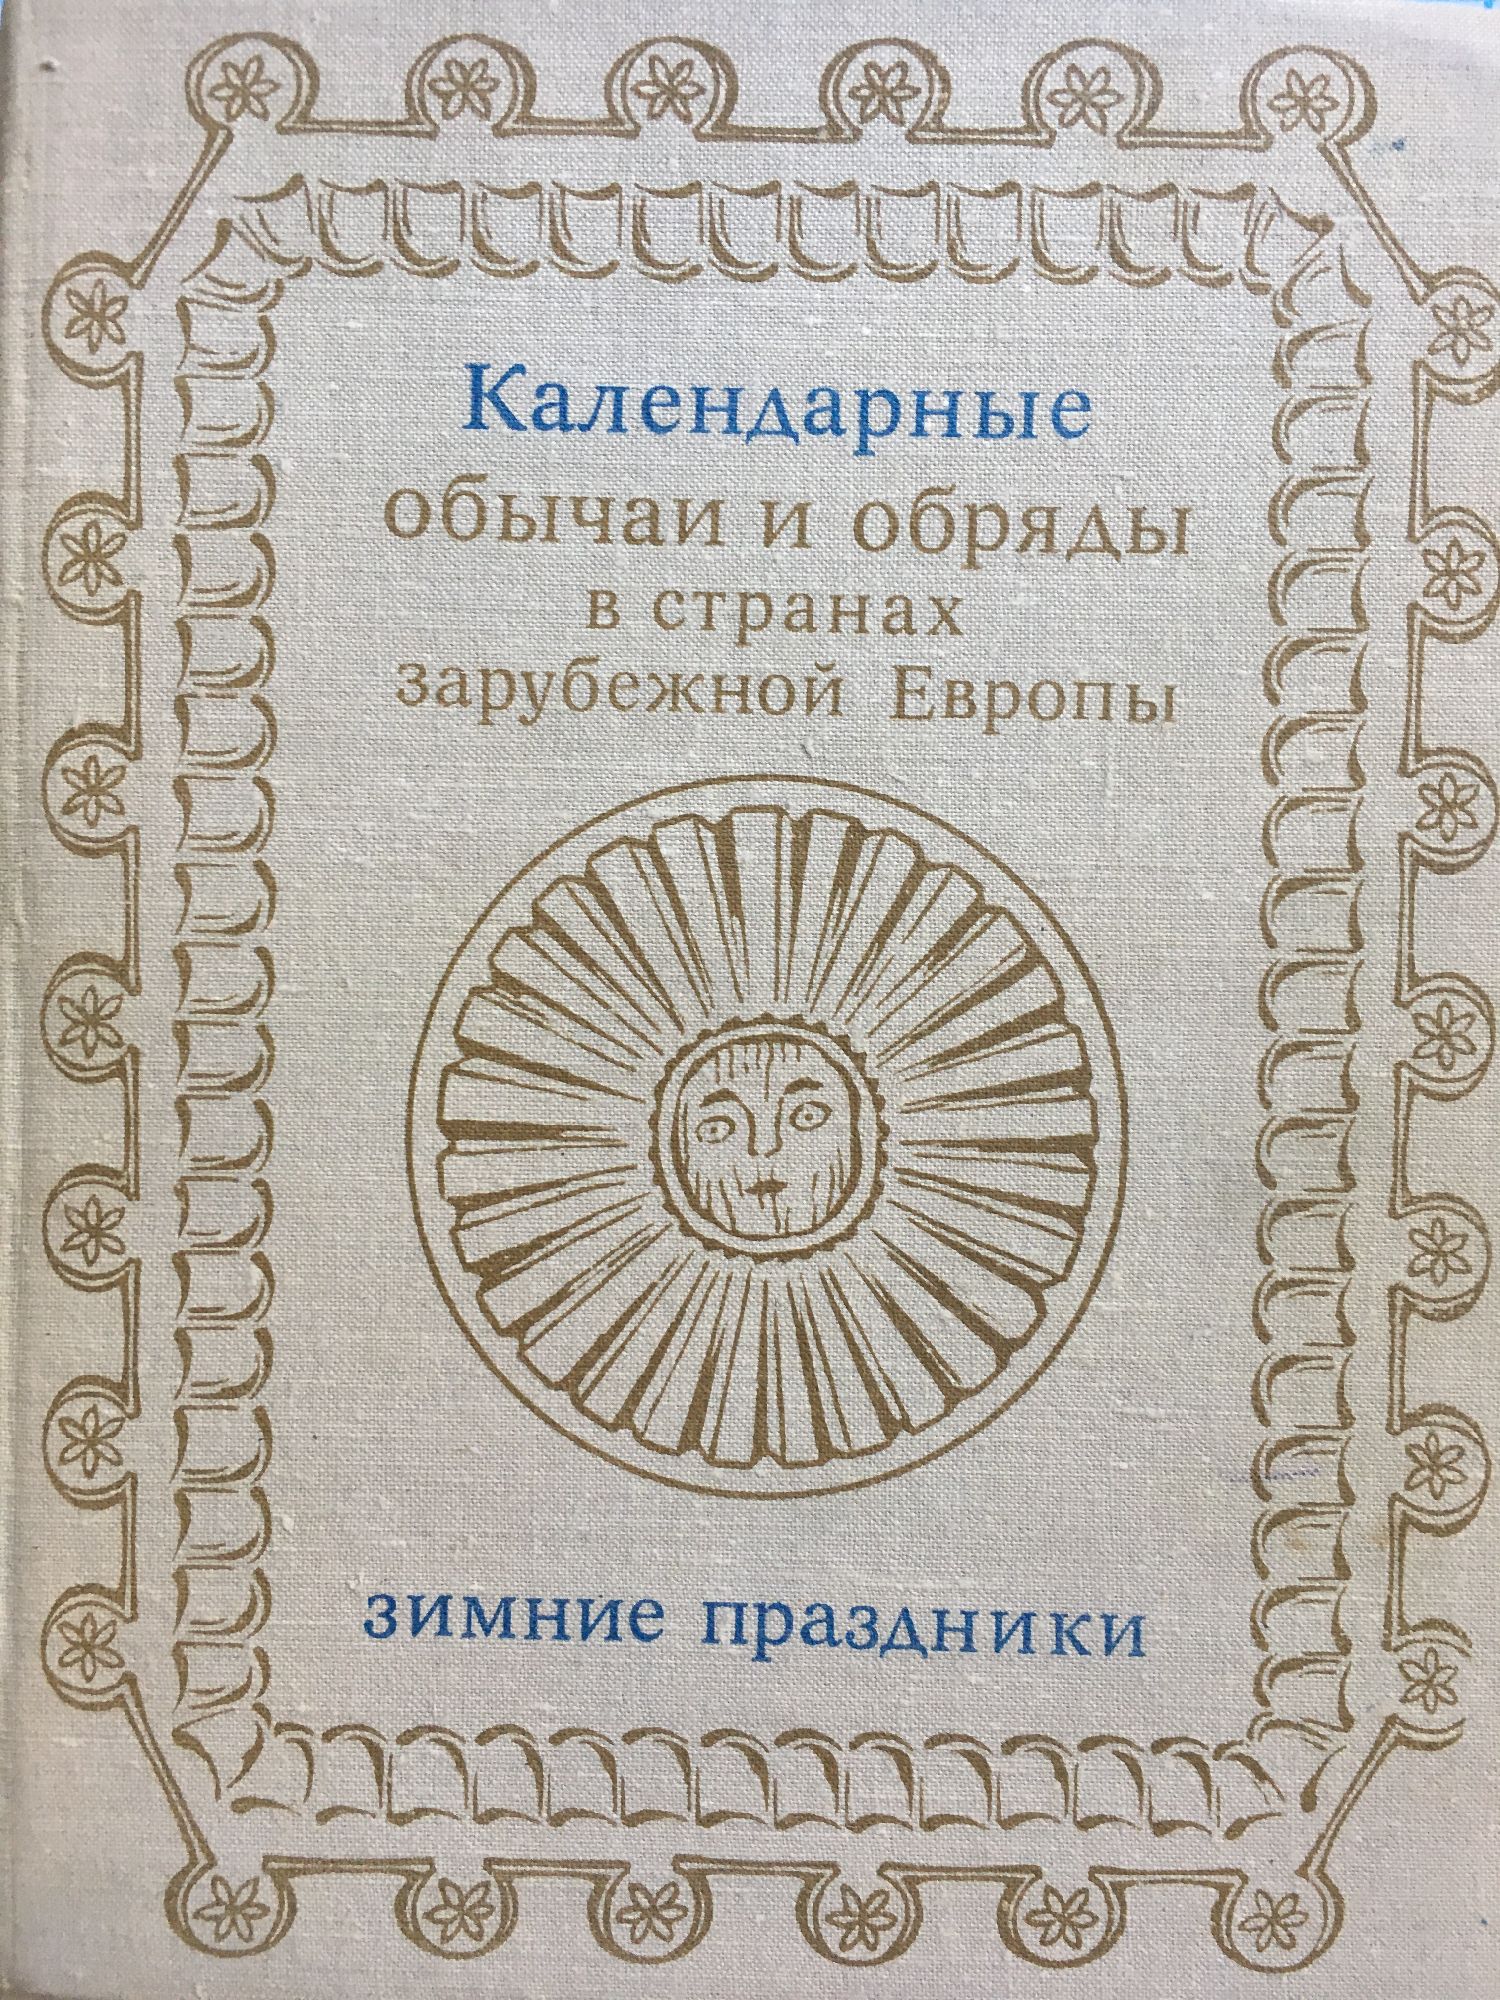 Календарные
обычаи и обряды
в странах
зарубежной Европы
зимние праздники